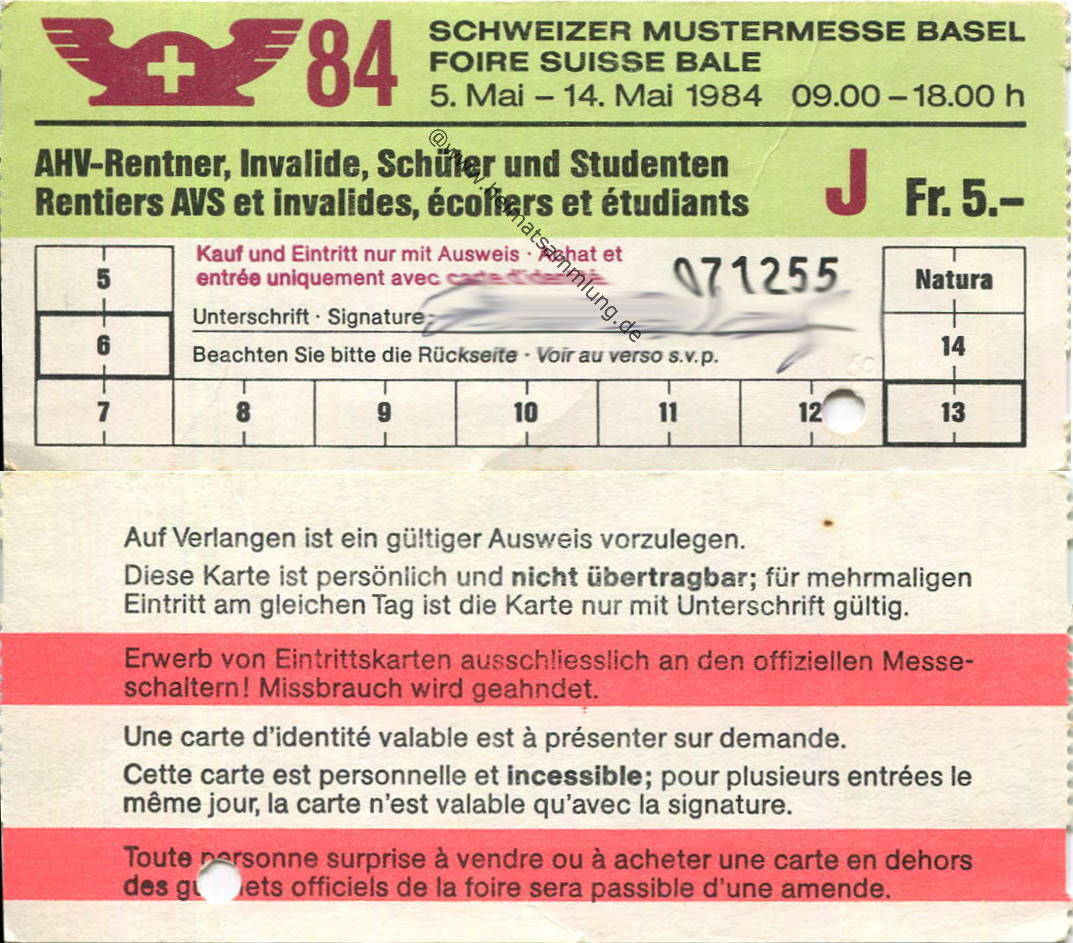 84
SCHWEIZER MUSTERMESSE BASEL
FOIRE SUISSE BALE
5. Mai – 14. Mai 1984 09.00 – 18.00 h
AHV-Rentner, Invalide, Schüler und Studenten
Rentiers AVS et invalides, écoliers et étudiants
J Fr. 5.–
Kauf und Eintritt nur mit Ausweis · Achat et
entrée uniquement avec carte d'identité.
071255
Unterschrift · Signature:
Beachten Sie bitte die Rückseite · Voir au verso s.v.p.
5
6
7 8 9 10 11 12 13
14
Natura
@www.heimatsammlung.de
Auf Verlangen ist ein gültiger Ausweis vorzulegen.
Diese Karte ist persönlich und nicht übertragbar; für mehrmaligen
Eintritt am gleichen Tag ist die Karte nur mit Unterschrift gültig.
Erwerb von Eintrittskarten ausschliesslich an den offiziellen Messe-
schaltern! Missbrauch wird geahndet.
Une carte d'identité valable est à présenter sur demande.
Cette carte est personnelle et incessible; pour plusieurs entrées le
même jour, la carte n'est valable qu'avec la signature.
Toute personne surprise à vendre ou à acheter une carte en dehors
des officiels de la foire sera passible d'une amende.